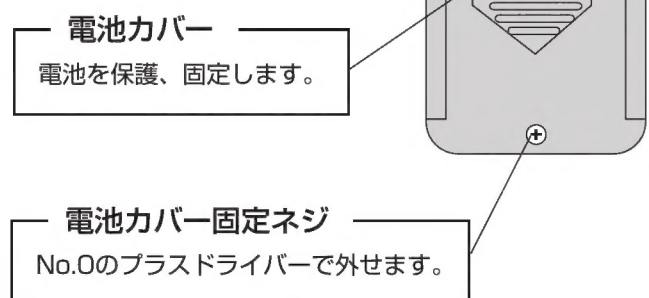 電池カバー
電池を保護、固定します。
電池カバー固定ネジ
No.0のプラスドライバーで外せます。